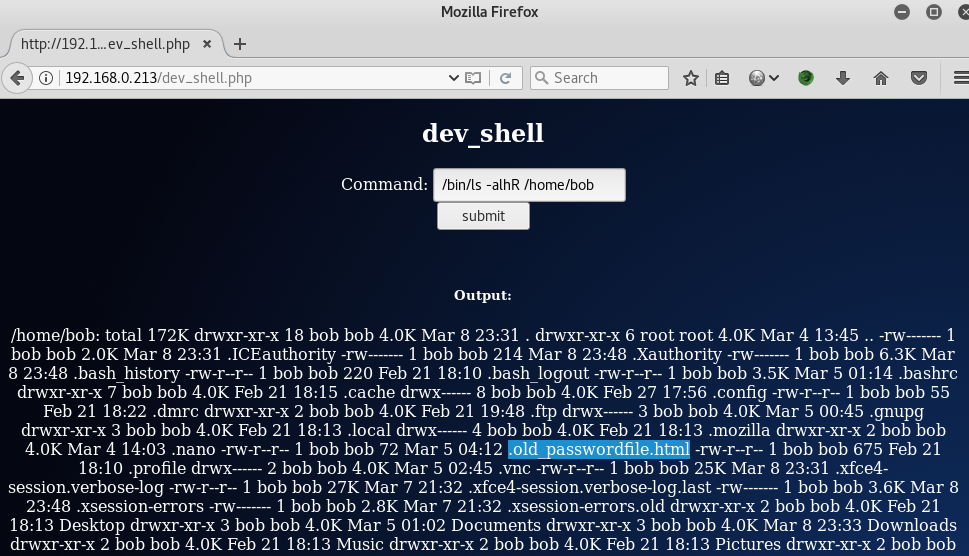 Mozilla Firefox
http://192.1...ev_shell.php
192.168.0.213/dev_shell.php
Search
dev_shell
Command: /bin/ls -alhR /home/bob
submit
Output:
/home/bob: total 172K drwxr-xr-x 18 bob bob 4.0K Mar 8 23:31 . drwxr-xr-x 6 root root 4.0K Mar 4 13:45 .. -rw------- 1
bob bob 2.0K Mar 8 23:31 .ICEauthority -rw------- 1 bob bob 214 Mar 8 23:48 .Xauthority -rw------- 1 bob bob 6.3K Mar
8 23:48 .bash_history -rw-r--r-- 1 bob bob 220 Feb 21 18:10 .bash_logout -rw-r--r-- 1 bob bob 3.5K Mar 5 01:14 .bashrc
drwxr-xr-x 7 bob bob 4.0K Feb 21 18:15 .cache drwx------ 8 bob bob 4.0K Feb 27 17:56 .config -rw-r--r-- 1 bob bob 55
Feb 21 18:22 .dmrc drwxr-xr-x 2 bob bob 4.0K Feb 21 19:48 .ftp drwx------ 3 bob bob 4.0K Mar 5 00:45 .gnupg
drwxr-xr-x 3 bob bob 4.0K Feb 21 18:13 .local drwx------ 4 bob bob 4.0K Feb 21 18:13 .mozilla drwxr-xr-x 2 bob bob
4.0K Mar 4 14:03 .nano -rw-r--r-- 1 bob bob 72 Mar 5 04:12 .old_passwordfile.html -rw-r--r-- 1 bob bob 675 Feb 21
18:10 .profile drwx------ 2 bob bob 4.0K Mar 5 02:45 .vnc -rw-r--r-- 1 bob bob 25K Mar 8 23:31 .xfce4-
session.verbose-log -rw-r--r-- 1 bob bob 27K Mar 7 21:32 .xfce4-session.verbose-log.last -rw------- 1 bob bob 3.6K Mar 8
23:48 .xsession-errors -rw------- 1 bob bob 2.8K Mar 7 21:32 .xsession-errors.old drwxr-xr-x 2 bob bob 4.0K Feb 21
18:13 Desktop drwxr-xr-x 3 bob bob 4.0K Mar 5 01:02 Documents drwxr-xr-x 3 bob bob 4.0K Mar 8 23:33 Downloads
drwxr-xr-x 2 bob bob 4.0K Feb 21 18:13 Music drwxr-xr-x 2 bob bob 4.0K Feb 21 18:13 Pictures drwxr-xr-x 2 bob bob